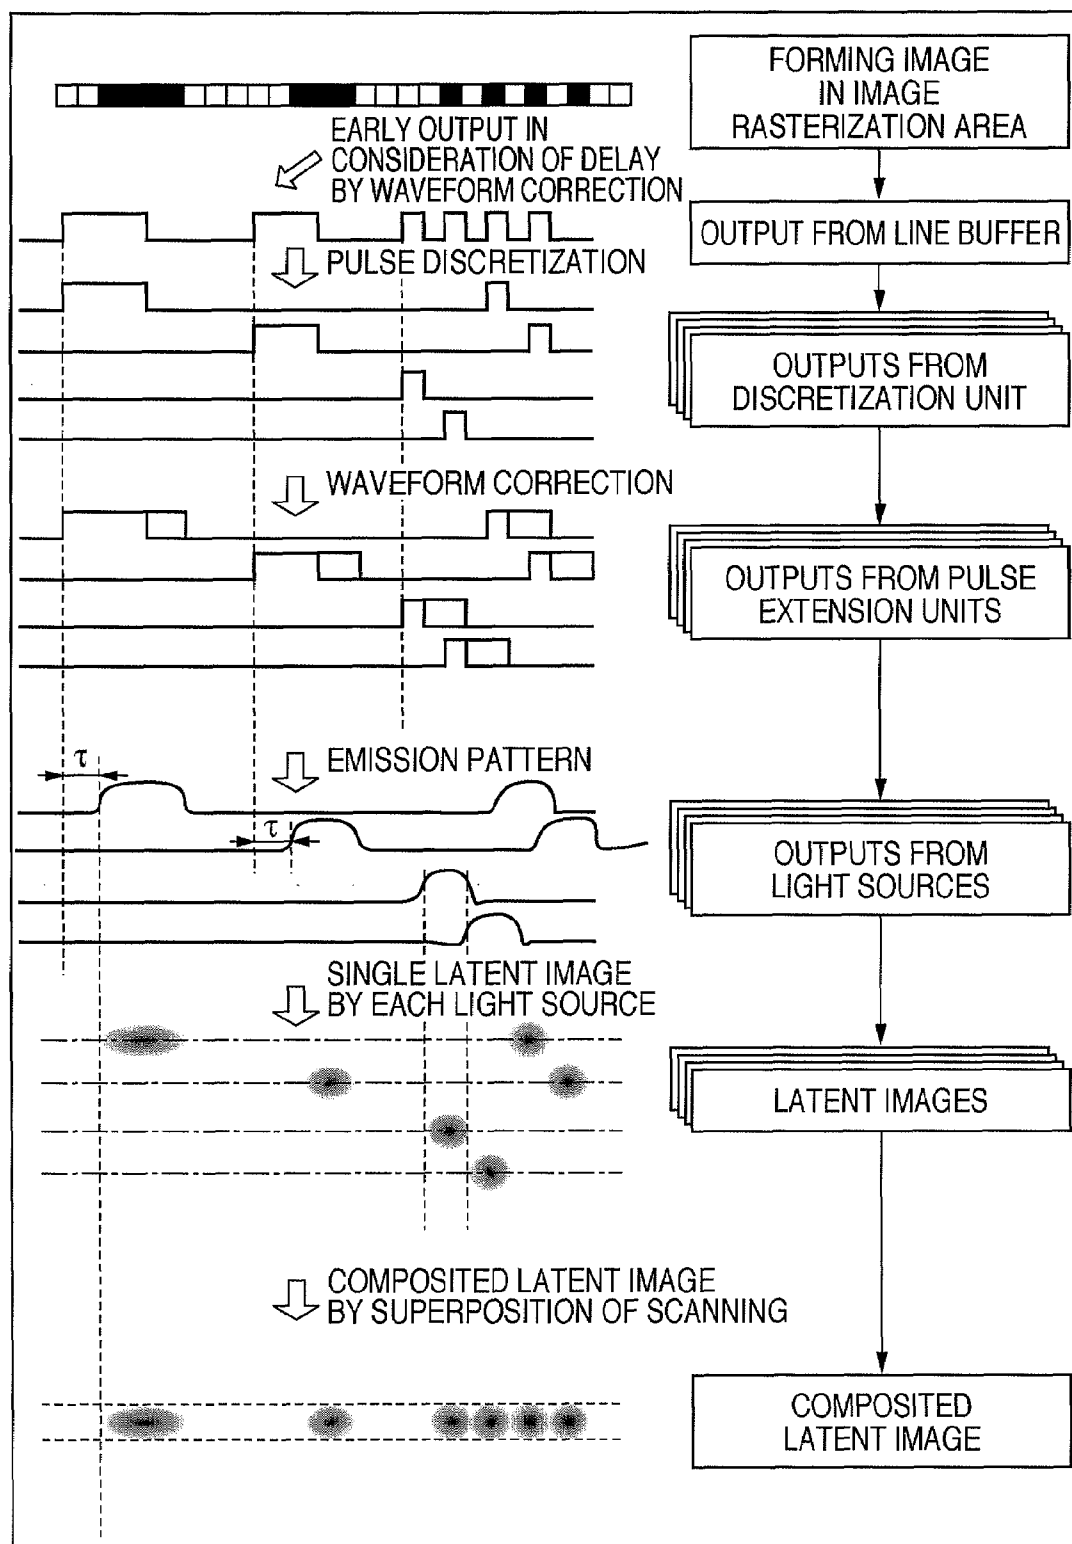 FORMING IMAGE
IN IMAGE
RASTERIZATION AREA
EARLY OUTPUT IN
CONSIDERATION OF DELAY
BY WAVEFORM CORRECTION
OUTPUT FROM LINE BUFFER
PULSE DISCRETIZATION
OUTPUTS FROM
DISCRETIZATION UNIT
WAVEFORM CORRECTION
OUTPUTS FROM PULSE
EXTENSION UNITS
τ
EMISSION PATTERN
τ
OUTPUTS FROM
LIGHT SOURCES
SINGLE LATENT IMAGE
BY EACH LIGHT SOURCE
LATENT IMAGES
COMPOSITED LATENT IMAGE
BY SUPERPOSITION OF SCANNING
COMPOSITED
LATENT IMAGE